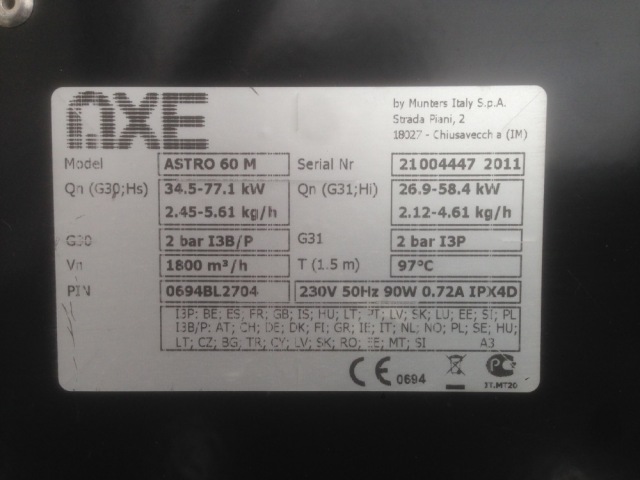 AXE
by Munters Italy S.p.A.
Strada Piani, 2
18027 - Chiusavecchia (IM)
Model ASTRO 60 M Serial Nr 21004447 2011
Qn (G30;Hs) 34.5-77.1 kW Qn (G31;Hi) 26.9-58.4 kW
2.45-5.61 kg/h 2.12-4.61 kg/h
G30 2 bar I3B/P G31 2 bar I3P
Vn 1800 m³/h T (1.5 m) 97°C
PIN 0694BL2704 230V 50Hz 90W 0.72A IPX4D
I3P: BE; ES; FR; GB; IS; HU; LT; PT; LV; SK; LU; EE; SI; PL
I3B/P: AT; CH; DE; DK; FI; GR; IE; IT; NL; NO; PL; SE; HU;
LT; CZ; BG; TR; CY; LV; SK; RO; EE; MT; SI A3
CE 0694 PC